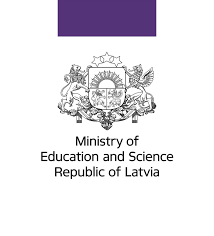 Ministry of
Education and Science
Republic of Latvia